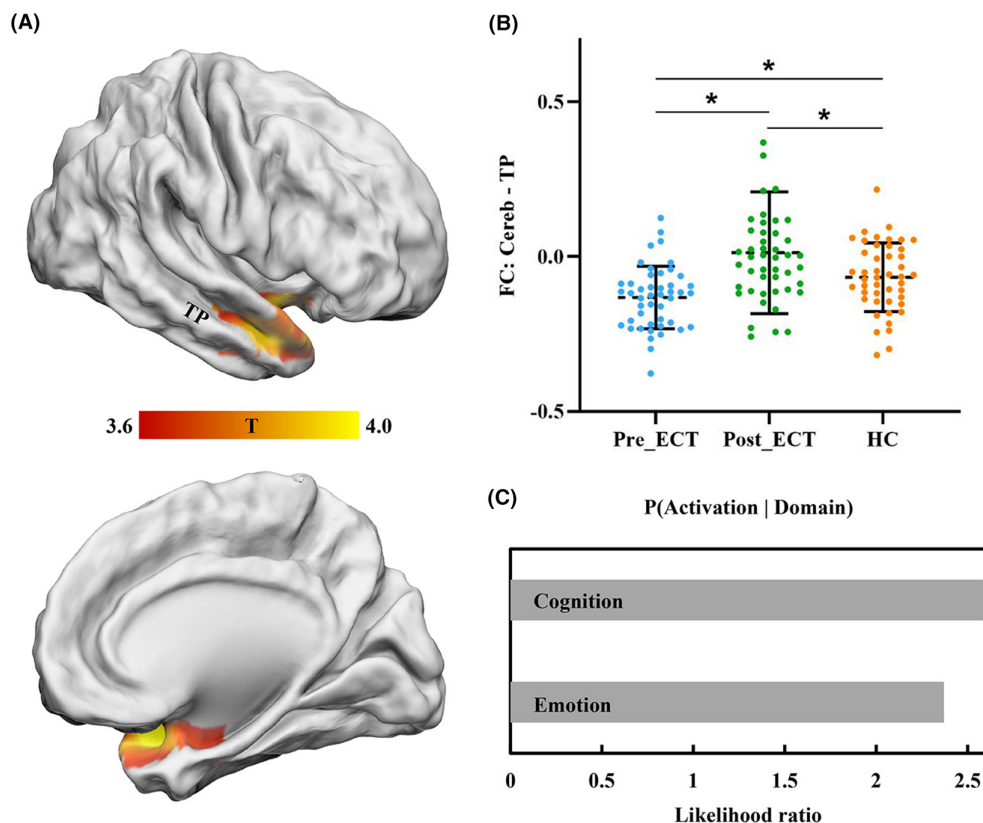 (A)
TP
3.6 T 4.0
(B)
* 
* *
FC: Cereb - TP
0.5
0.0
-0.5
Pre_ECT Post_ECT HC
(C)
P(Activation | Domain)
Cognition
Emotion
0 0.5 1 1.5 2 2.5
Likelihood ratio